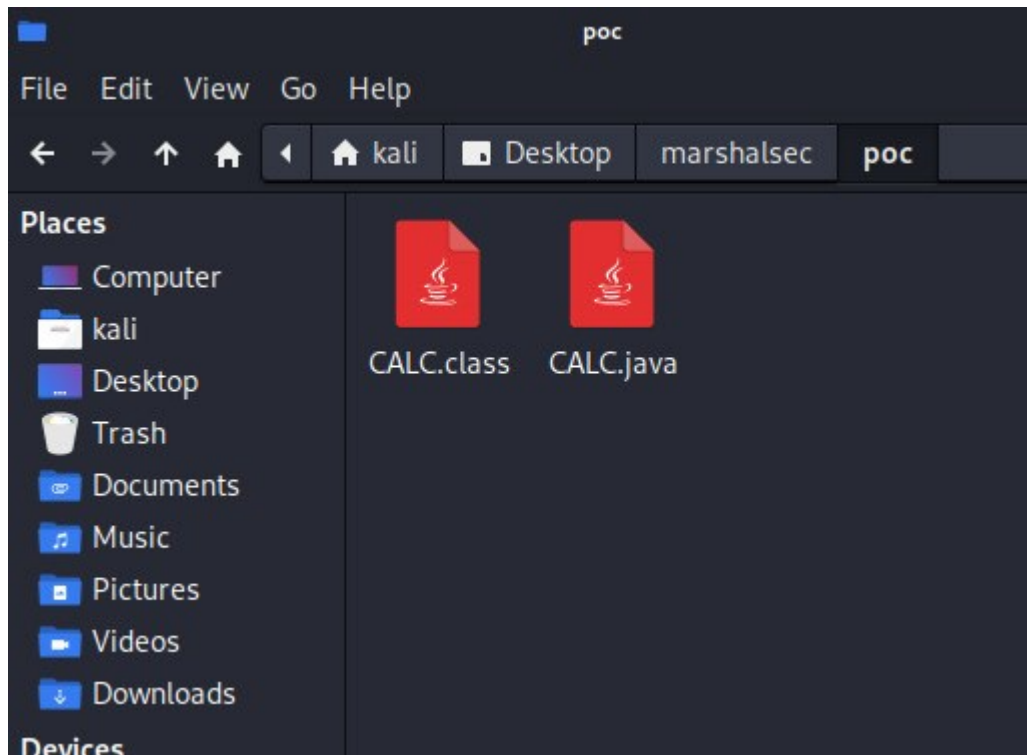 poc
File Edit View Go Help
kali Desktop marshalsec poc
Places
Computer
kali
Desktop
Trash
Documents
Music
Pictures
Videos
Downloads
Devices
CALC.class CALC.java